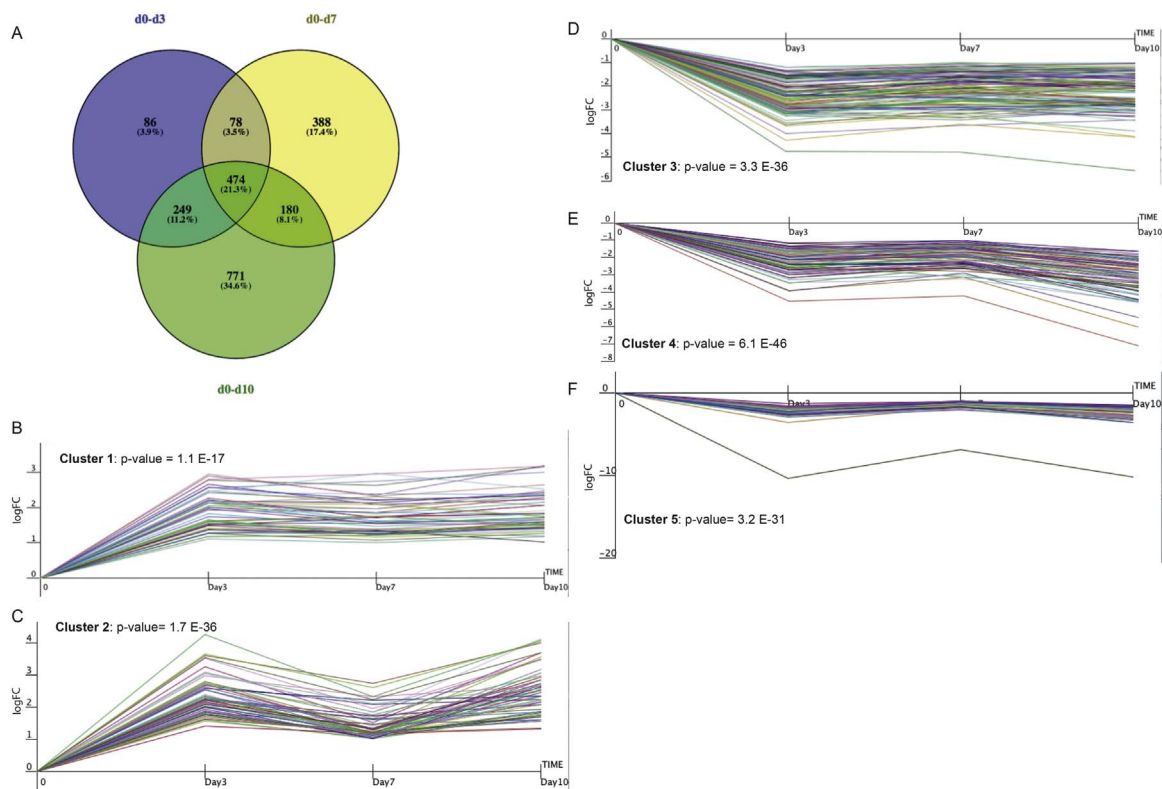 A
d0-d3
d0-d7
86
(3.9%)
78
(3.5%)
388
(17.4%)
474
(21.3%)
249
(11.2%)
180
(8.1%)
771
(34.6%)
d0-d10
B
Cluster 1: p-value = 1.1 E-17
logFC
3
2
1
0
TIME
0
Day3
Day7
Day10
C
Cluster 2: p-value= 1.7 E-36
logFC
4
3
2
1
0
TIME
0
Day3
Day7
Day10
D
TIME
0
Day3
Day7
Day10
0
-1
-2
-3
-4
-5
-6
logFC
Cluster 3: p-value = 3.3 E-36
E
TIME
0
Day3
Day7
Day10
0
-1
-2
-3
-4
-5
-6
-7
-8
logFC
Cluster 4: p-value = 6.1 E-46
F
TIME
0
Day3
Day10
0
-10
-20
logFC
Cluster 5: p-value= 3.2 E-31